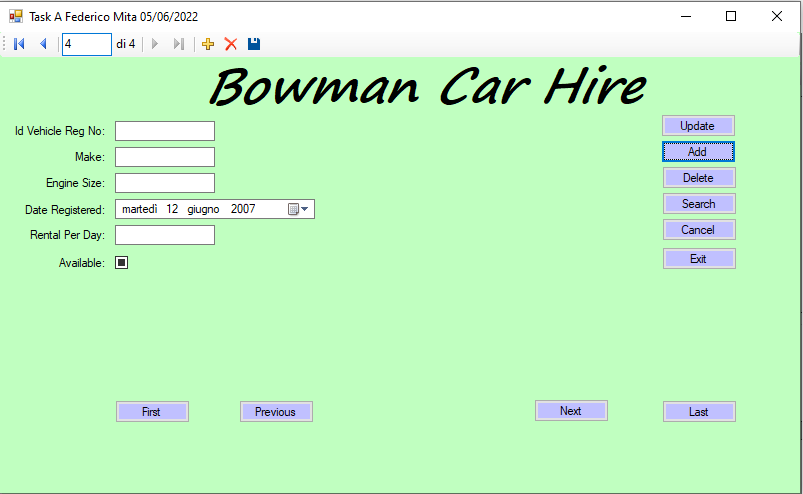 Task A Federico Mita 05/06/2022
4 di 4
Bowman Car Hire
Id Vehicle Reg No:
Update
Make:
Add
Engine Size:
Delete
Date Registered: martedì 12 giugno 2007
Search
Rental Per Day:
Cancel
Available:
Exit
First Previous Next Last